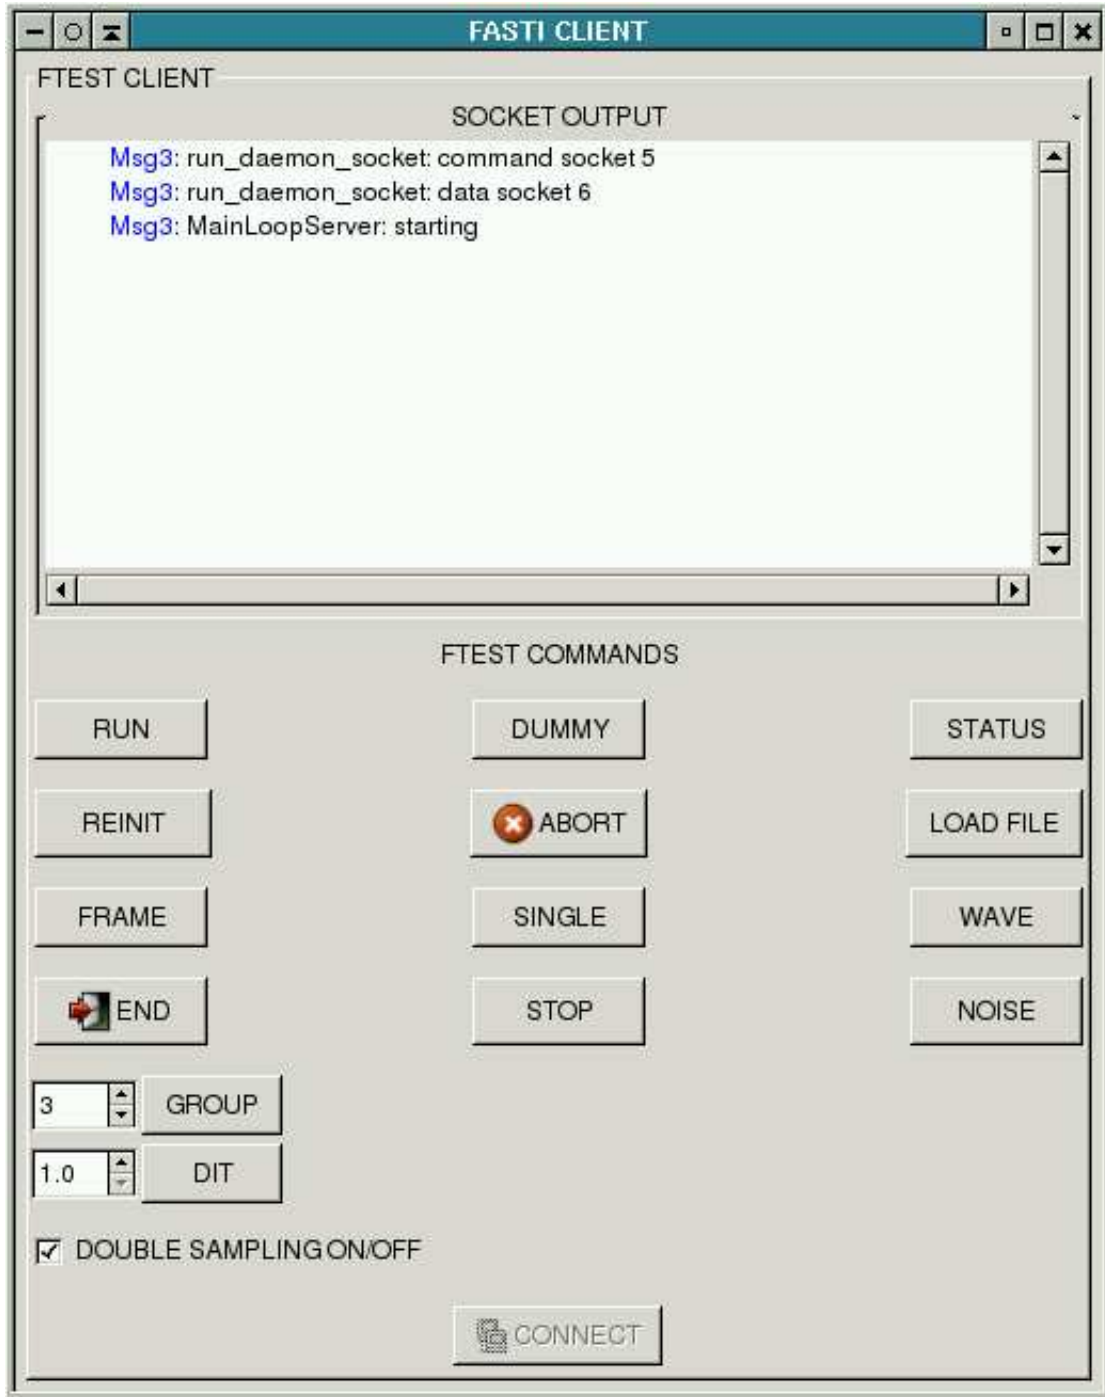 FASTI CLIENT
FTEST CLIENT
SOCKET OUTPUT
Msg3: run_daemon_socket: command socket 5
Msg3: run_daemon_socket: data socket 6
Msg3: MainLoopServer: starting
FTEST COMMANDS
RUN DUMMY STATUS
REINIT ABORT LOAD FILE
FRAME SINGLE WAVE
END STOP NOISE
3 GROUP
1.0 DIT
DOUBLE SAMPLING ON/OFF
CONNECT